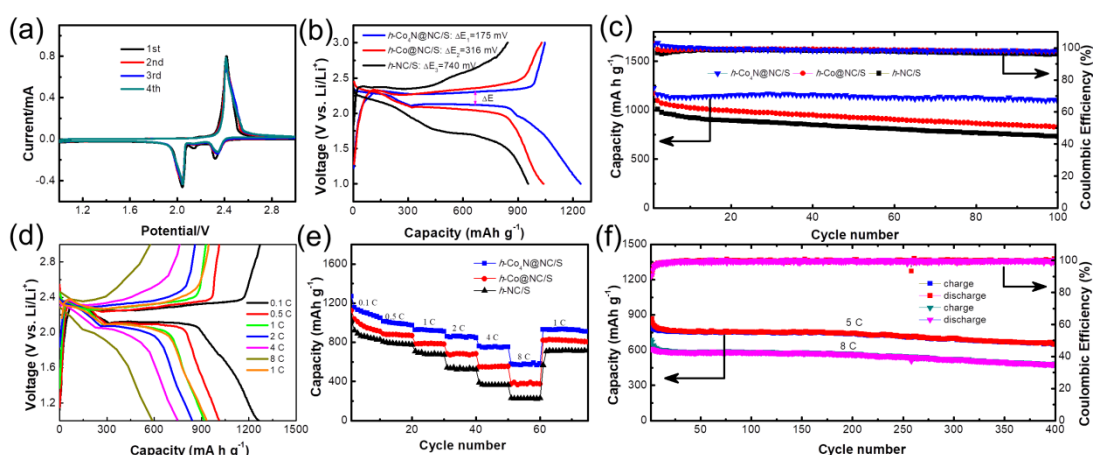 (a)
1st
2nd
3rd
4th
Current/mA
0.8
0.4
0.0
-0.4
1.2
1.6
2.0
2.4
2.8
Potential/V
(b)
h-Co4N@NC/S: ΔE1=175 mV
h-Co@NC/S: ΔE2=316 mV
h-NC/S: ΔE3=740 mV
ΔE
Voltage (V vs. Li/Li+)
3.0
2.5
2.0
1.5
1.0
0
300
600
900
1200
Capacity (mAh g-1)
(c)
h-Co4N@NC/S
h-Co@NC/S
h-NC/S
Capacity (mAh g-1)
1500
1250
1000
750
500
250
0
20
40
60
80
100
Cycle number
100
80
60
40
20
0
Coulombic Efficiency (%)
(d)
0.1 C
0.5 C
1 C
2 C
4 C
8 C
1 C
Voltage (V vs. Li/Li+)
2.8
2.4
2.0
1.6
1.2
0
300
600
900
1200
1500
Capacity (mA h g-1)
(e)
h-Co4N@NC/S
h-Co@NC/S
h-NC/S
0.1 C
0.5 C
1 C
2 C
4 C
8 C
1 C
Capacity (mAh g-1)
1600
1200
800
400
0
0
20
40
60
Cycle number
(f)
charge
discharge
charge
discharge
5 C
8 C
Capacity (mAh g-1)
1500
1200
900
600
300
0
50
100
150
200
250
300
350
400
Cycle number
100
80
60
40
20
0
Coulombic Efficiency (%)